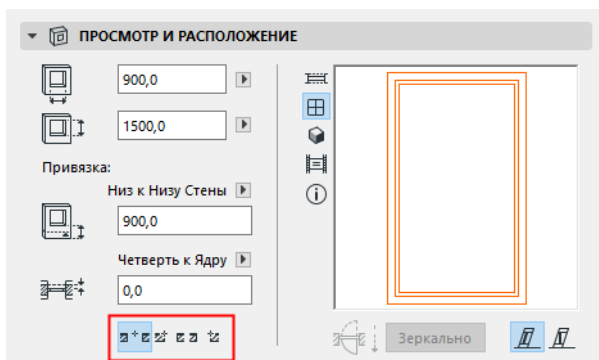 ПРОСМОТР И РАСПОЛОЖЕНИЕ
900,0
1500,0
Привязка:
Низ к Низу Стены
900,0
Четверть к Ядру
0,0
Зеркально